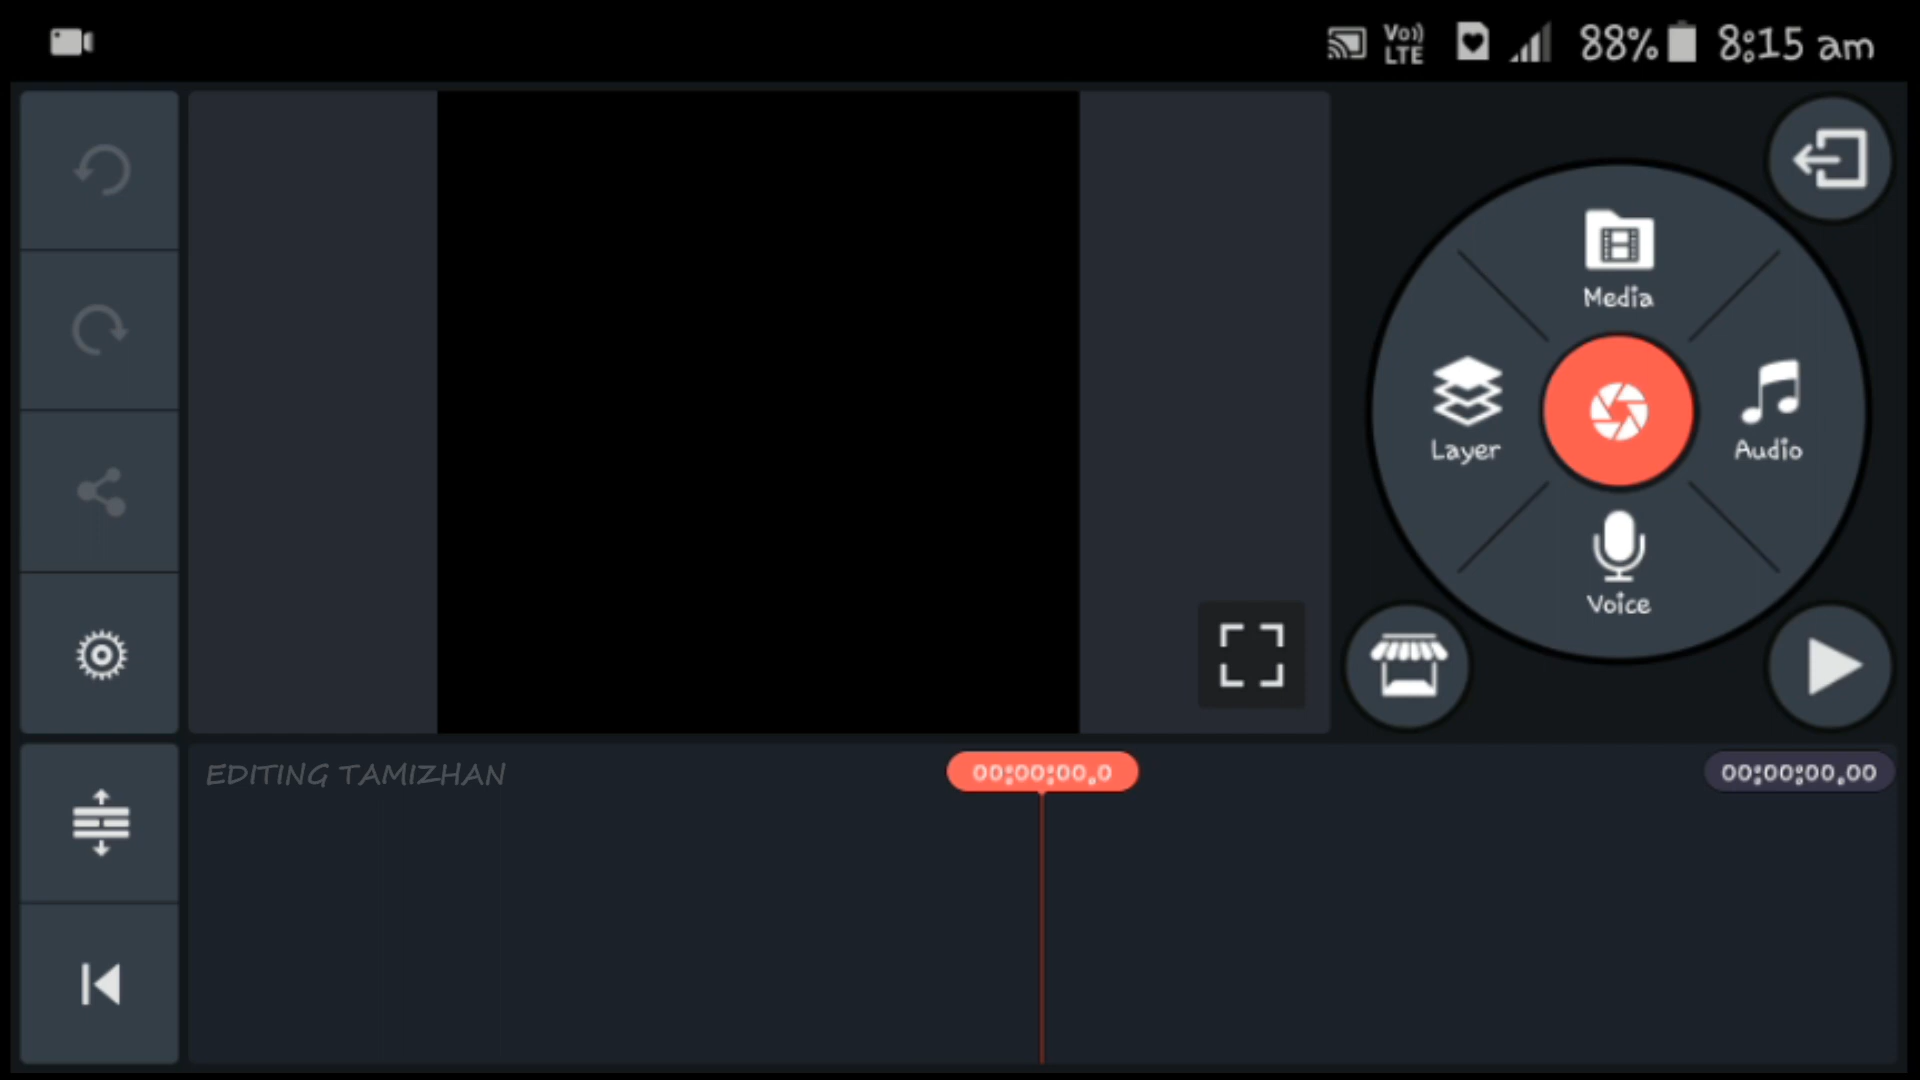 Vo)) LTE 88% 8:15 am
Media
Layer
Audio
Voice
EDITING TAMIZHAN
00:00:00.0
00:00:00.00